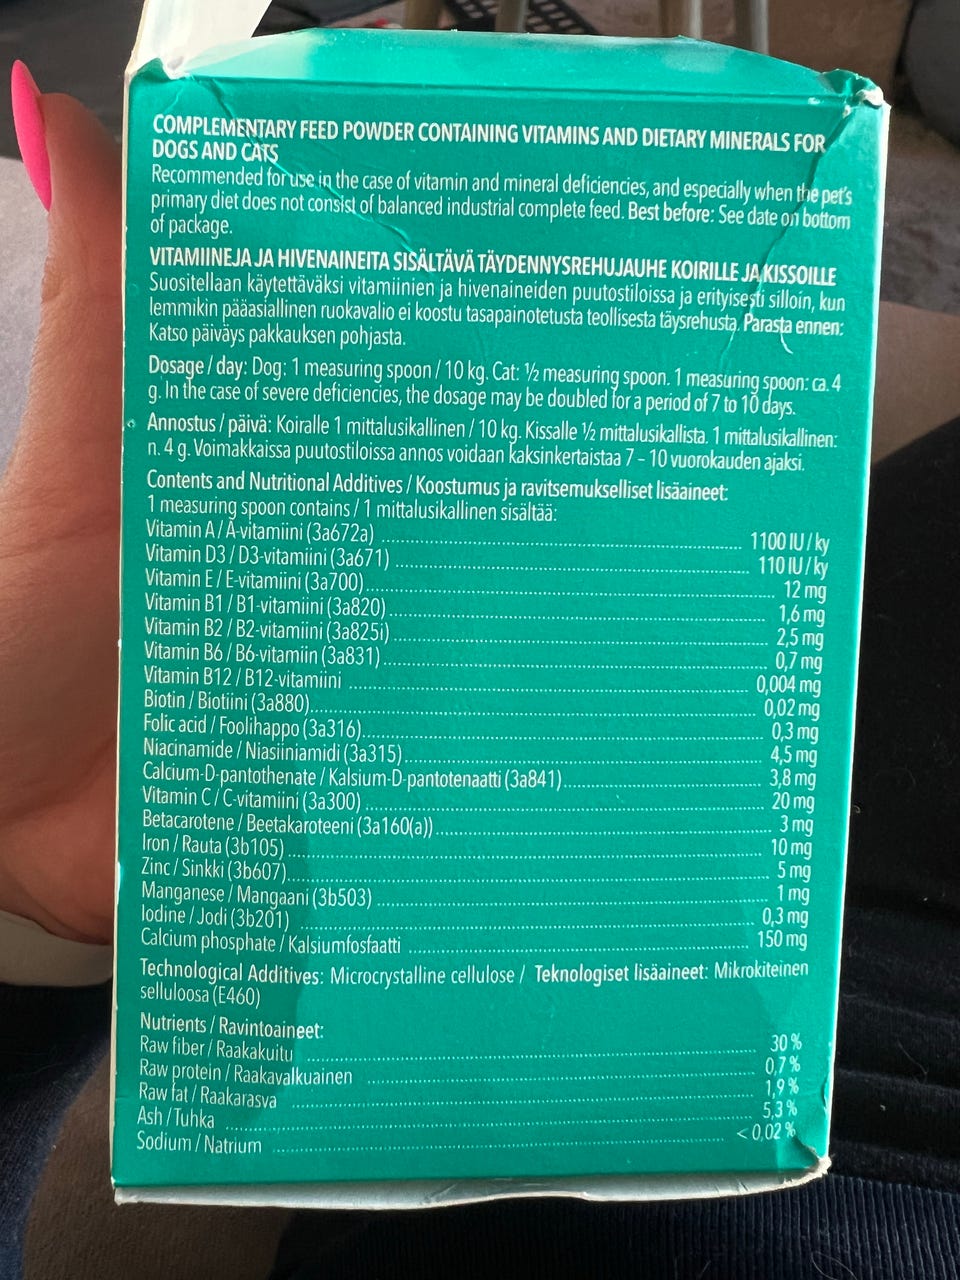 COMPLEMENTARY FEED POWDER CONTAINING VITAMINS AND DIETARY MINERALS FOR
DOGS AND CATS
Recommended for use in the case of vitamin and mineral deficiencies, and especially when the pet's
primary diet does not consist of balanced industrial complete feed. Best before: See date on bottom
of package.
VITAMIINEJA JA HIVENAINEITA SISÄLTÄVÄ TÄYDENNYSREHUJAUHE KOIRILLE JA KISSOILLE
Suositellaan käytettäväksi vitamiinien ja hivenaineiden puutostiloissa ja erityisesti silloin, kun
lemmikin pääasiallinen ruokavalio ei koostu tasapainotetusta teollisesta täysrehusta. Parasta ennen:
Katso päiväys pakkauksen pohjasta.
Dosage / day: Dog: 1 measuring spoon / 10 kg. Cat: ½ measuring spoon. 1 measuring spoon: ca. 4
g. In the case of severe deficiencies, the dosage may be doubled for a period of 7 to 10 days.
Annostus / päivä: Koiralle 1 mittalusikallinen / 10 kg. Kissalle ½ mittalusikallista. 1 mittalusikallinen:
n. 4 g. Voimakkaissa puutostiloissa annos voidaan kaksinkertaistaa 7 – 10 vuorokauden ajaksi.
Contents and Nutritional Additives / Koostumus ja ravitsemukselliset lisäaineet:
1 measuring spoon contains / 1 mittalusikallinen sisältää:
Vitamin A / A-vitamiini (3a672a) 1100 IU / ky
Vitamin D3 / D3-vitamiini (3a671) 110 IU / ky
Vitamin E / E-vitamiini (3a700) 12 mg
Vitamin B1 / B1-vitamiini (3a820) 1,6 mg
Vitamin B2 / B2-vitamiini (3a825i) 2,5 mg
Vitamin B6 / B6-vitamiin (3a831) 0,7 mg
Vitamin B12 / B12-vitamiini 0,004 mg
Biotin / Biotiini (3a880) 0,02 mg
Folic acid / Foolihappo (3a316) 0,3 mg
Niacinamide / Niasiiniamidi (3a315) 4,5 mg
Calcium-D-pantothenate / Kalsium-D-pantotenaatti (3a841) 3,8 mg
Vitamin C / C-vitamiini (3a300) 20 mg
Betacarotene / Beetakaroteeni (3a160(a)) 3 mg
Iron / Rauta (3b105) 10 mg
Zinc / Sinkki (3b607) 5 mg
Manganese / Mangaani (3b503) 1 mg
Iodine / Jodi (3b201) 0,3 mg
Calcium phosphate / Kalsiumfosfaatti 150 mg
Technological Additives: Microcrystalline cellulose / Teknologiset lisäaineet: Mikrokiteinen
selluloosa (E460)
Nutrients / Ravintoaineet:
Raw fiber / Raakakuitu 30 %
Raw protein / Raakavalkuainen 0,7 %
Raw fat / Raakarasva 1,9 %
Ash / Tuhka 5,3 %
Sodium / Natrium < 0,02 %